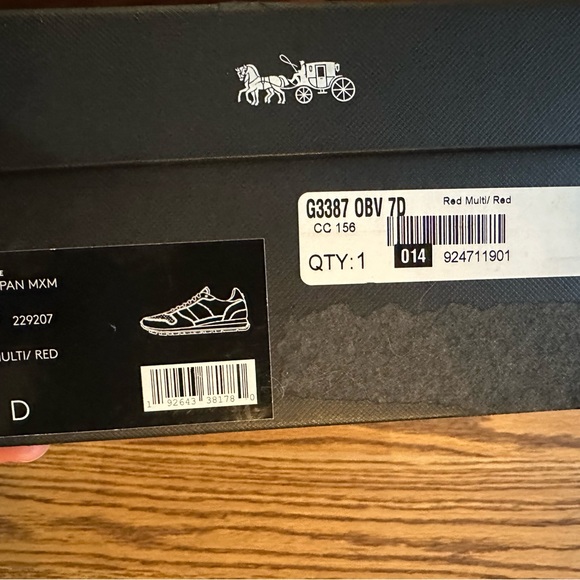 G3387 OBV 7D
Red Multi/ Red
CC 156
QTY: 1
014
924711901
PAN MXM
229207
MULTI/ RED
D
1 92643 38178 0